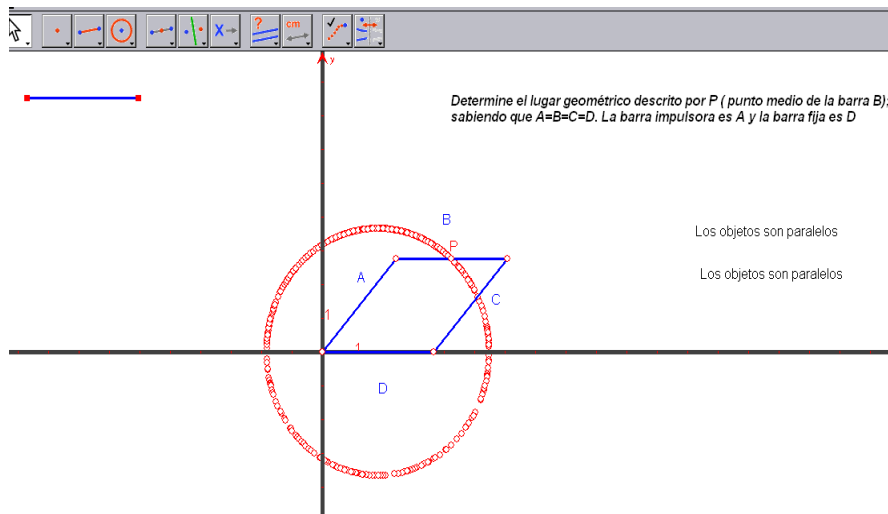 X
?
cm
y
Determine el lugar geométrico descrito por P ( punto medio de la barra B);
sabiendo que A=B=C=D. La barra impulsora es A y la barra fija es D
B
Los objetos son paralelos
P
A
Los objetos son paralelos
C
1
1
D